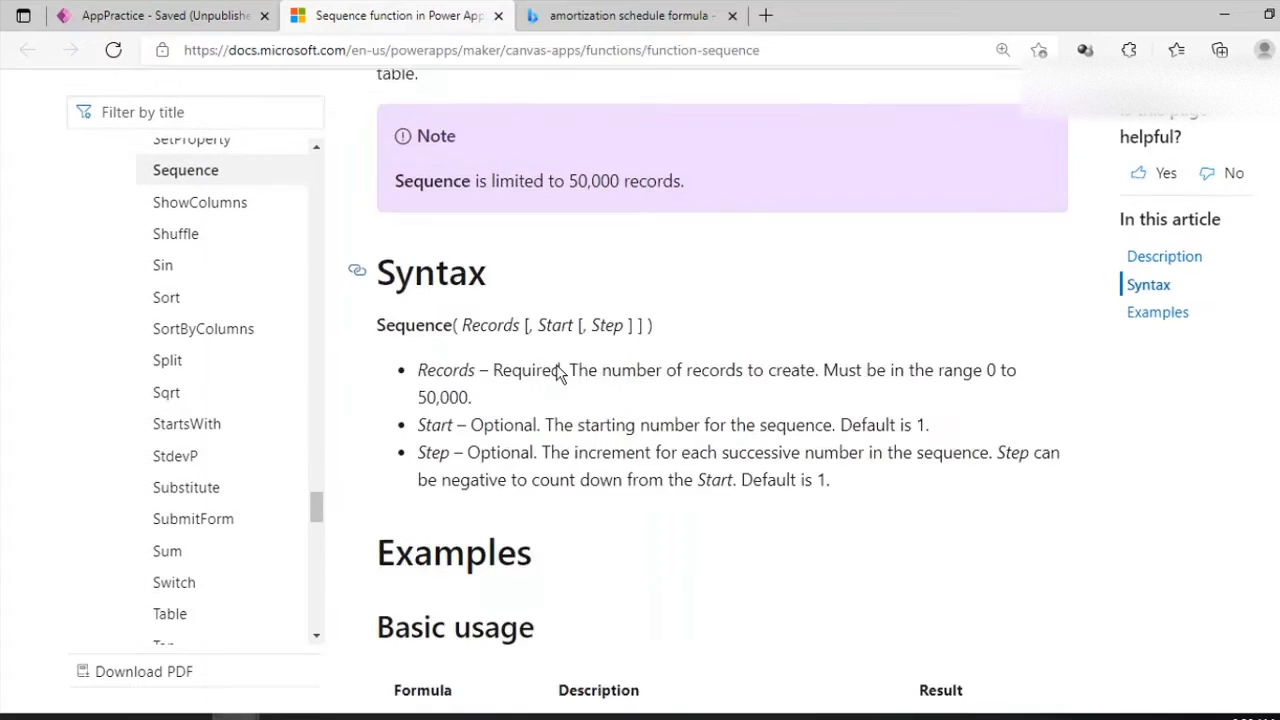 AppPractice - Saved (Unpublishe
Sequence function in Power App
amortization schedule formula -
https://docs.microsoft.com/en-us/powerapps/maker/canvas-apps/functions/function-sequence
Filter by title
SetProperty
Sequence
ShowColumns
Shuffle
Sin
Sort
SortByColumns
Split
Sqrt
StartsWith
StdevP
Substitute
SubmitForm
Sum
Switch
Table
Download PDF
table.
Note
Sequence is limited to 50,000 records.
Syntax
Sequence( Records [, Start [, Step ] ] )
• Records – Required. The number of records to create. Must be in the range 0 to
50,000.
• Start – Optional. The starting number for the sequence. Default is 1.
• Step – Optional. The increment for each successive number in the sequence. Step can
be negative to count down from the Start. Default is 1.
Examples
Basic usage
Formula Description Result
Is this page
helpful?
Yes No
In this article
Description
Syntax
Examples